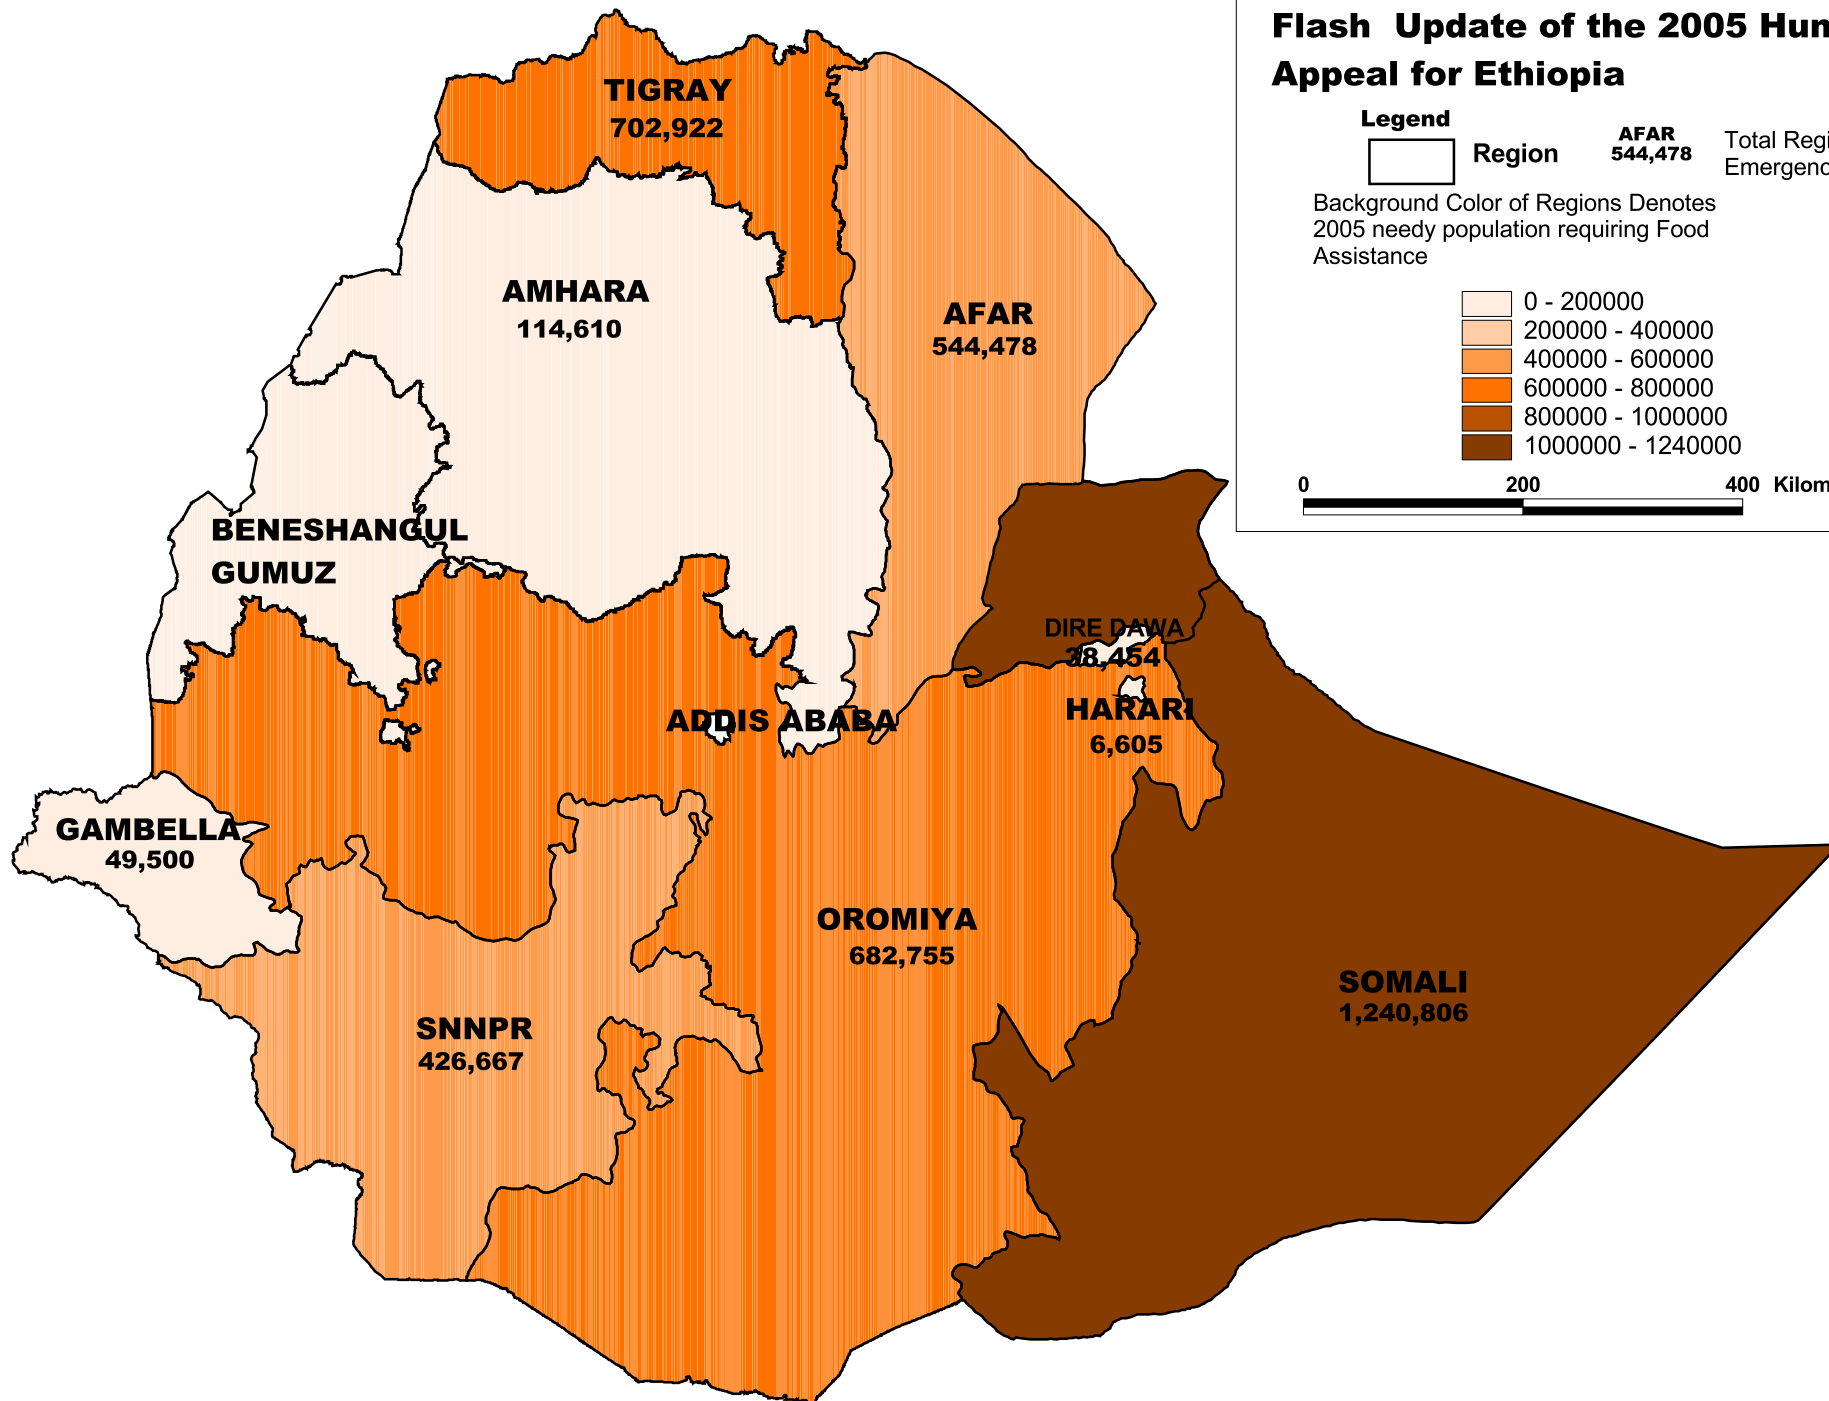 Flash Update of the 2005 Hum
Appeal for Ethiopia
Legend
Region
AFAR
544,478
Total Regi
Emergenc
Background Color of Regions Denotes
2005 needy population requiring Food
Assistance
0 - 200000
200000 - 400000
400000 - 600000
600000 - 800000
800000 - 1000000
1000000 - 1240000
0 200 400 Kilom
TIGRAY
702,922
AMHARA
114,610
AFAR
544,478
BENESHANGUL
GUMUZ
DIRE DAWA
38,454
HARARI
6,605
ADDIS ABABA
GAMBELLA
49,500
OROMIYA
682,755
SOMALI
1,240,806
SNNPR
426,667